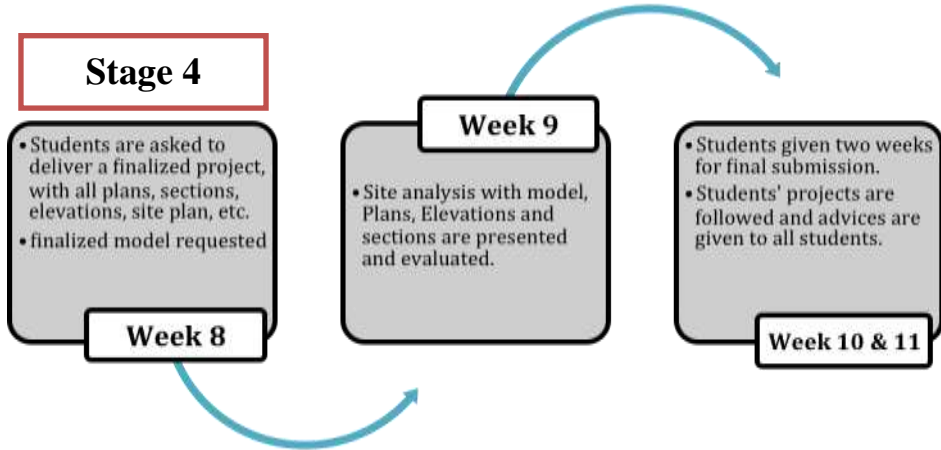 Stage 4
• Students are asked to
deliver a finalized project,
with all plans, sections,
elevations, site plan, etc.
• finalized model requested
Week 8
Week 9
• Site analysis with model,
Plans, Elevations and
sections are presented
and evaluated.
• Students given two weeks
for final submission.
• Students' projects are
followed and advices are
given to all students.
Week 10 & 11